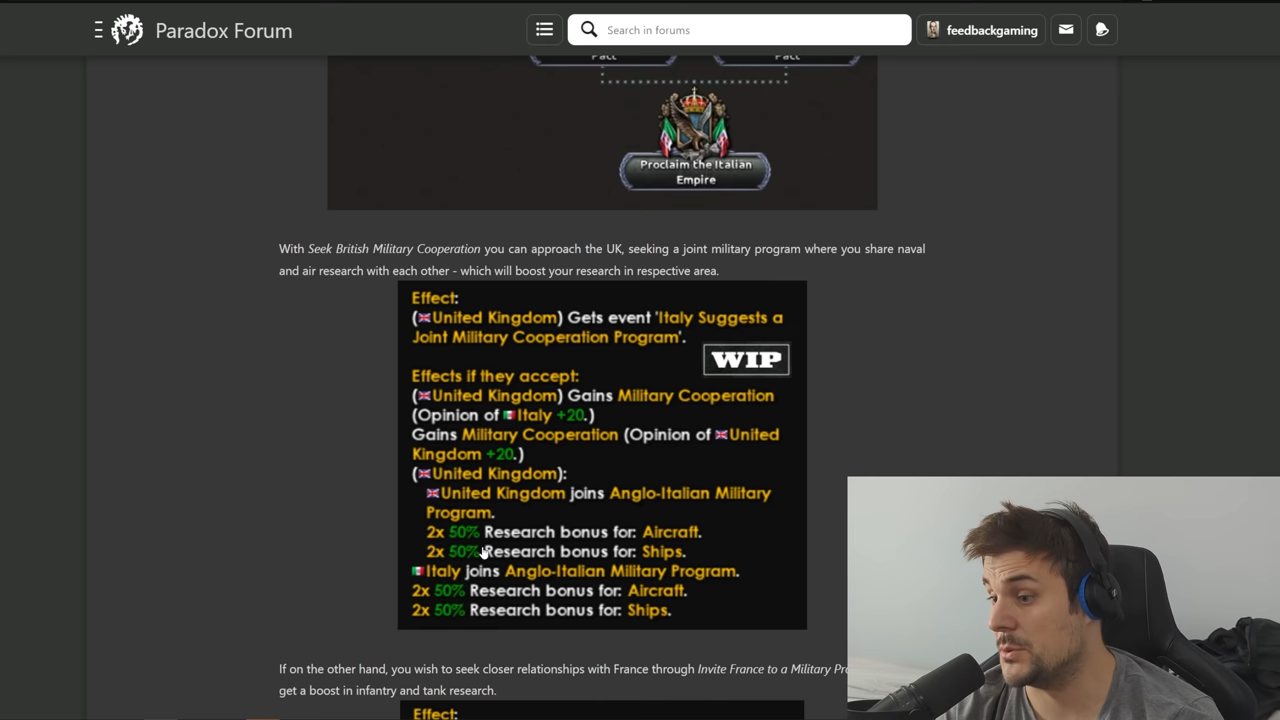 Paradox Forum
Search in forums
feedbackgaming
Pact
Pact
Proclaim the Italian
Empire
With Seek British Military Cooperation you can approach the UK, seeking a joint military program where you share naval
and air research with each other - which will boost your research in respective area.
Effect:
(United Kingdom) Gets event 'Italy Suggests a
Joint Military Cooperation Program'.
WIP
Effects if they accept:
(United Kingdom) Gains Military Cooperation
(Opinion of Italy +20.)
Gains Military Cooperation (Opinion of United
Kingdom +20.)
(United Kingdom):
United Kingdom joins Anglo-Italian Military
Program.
2x 50% Research bonus for: Aircraft.
2x 50% Research bonus for: Ships.
Italy joins Anglo-Italian Military Program.
2x 50% Research bonus for: Aircraft.
2x 50% Research bonus for: Ships.
If on the other hand, you wish to seek closer relationships with France through Invite France to a Military
get a boost in infantry and tank research.
Effect: